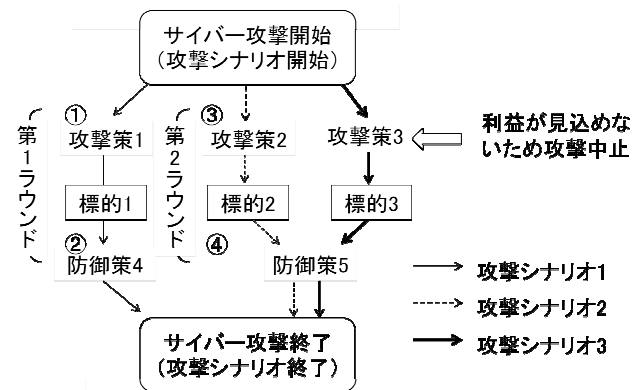 サイバー攻撃開始
(攻撃シナリオ開始)
第1ラウンド
①
攻撃策1
標的1
②
防御策4
第2ラウンド
③
攻撃策2
標的2
④
防御策5
攻撃策3
標的3
利益が見込めな
いため攻撃中止
サイバー攻撃終了
(攻撃シナリオ終了)
攻撃シナリオ1
攻撃シナリオ2
攻撃シナリオ3